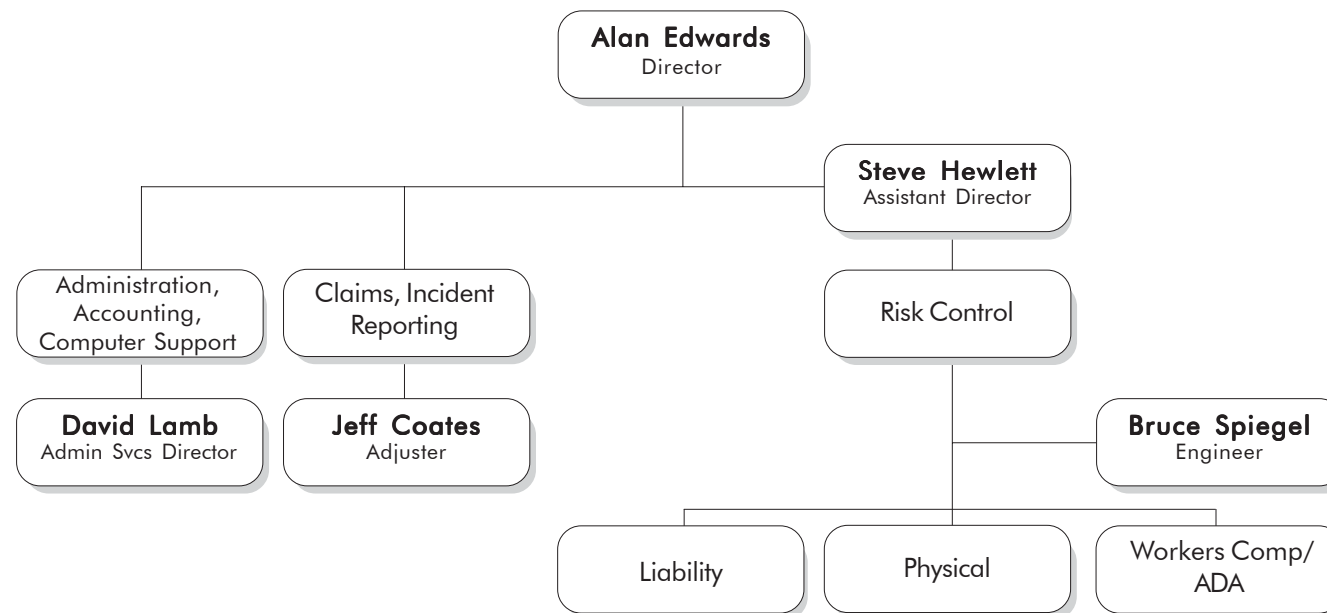 Alan Edwards
Director
Steve Hewlett
Assistant Director
Administration,
Accounting,
Computer Support
Claims, Incident
Reporting
Risk Control
David Lamb
Admin Svcs Director
Jeff Coates
Adjuster
Bruce Spiegel
Engineer
Liability
Physical
Workers Comp/
ADA